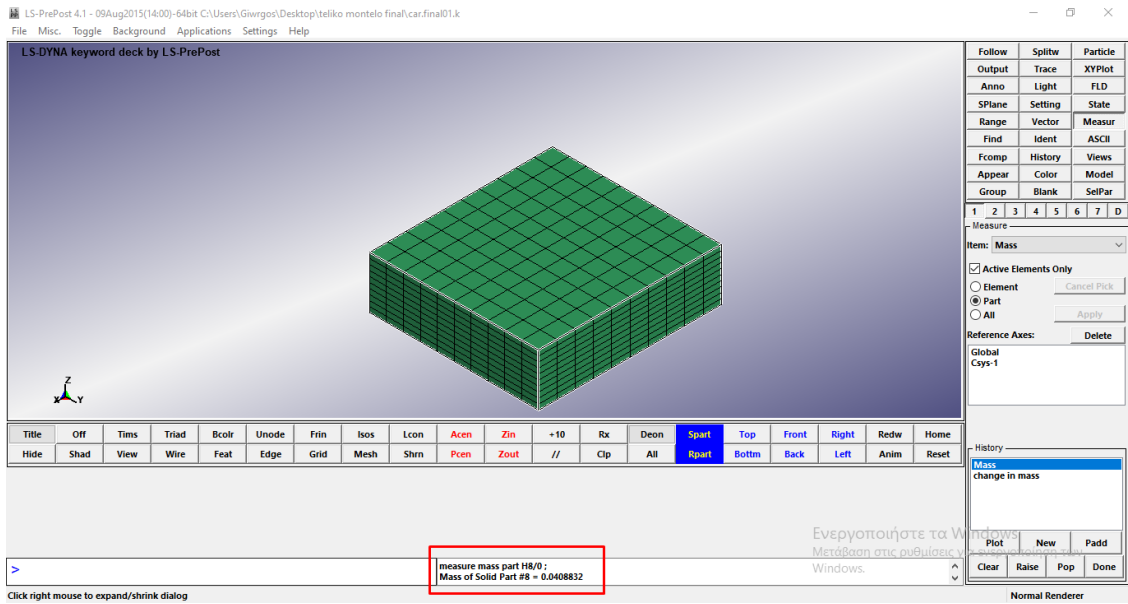 LS-PrePost 4.1 - 09Aug2015(14:00)-64bit C:\Users\Giwrgos\Desktop\teliko montelo final\car.final01.k
File Misc. Toggle Background Applications Settings Help
LS-DYNA keyword deck by LS-PrePost
Z
X Y
Follow Splitw Particle
Output Trace XYPlot
Anno Light FLD
SPlane Setting State
Range Vector Measur
Find Ident ASCII
Fcomp History Views
Appear Color Model
Group Blank SelPar
1 2 3 4 5 6 7 D
Measure
Item: Mass
Active Elements Only
Element Cancel Pick
Part
All Apply
Reference Axes: Delete
Global
Csys-1
History
Mass
change in mass
Plot New Padd
Clear Raise Pop Done
Title Off Tims Triad Bcolr Unode Frin Isos Lcon Acen Zin +10 Rx Deon Spart Top Front Right Redw Home
Hide Shad View Wire Feat Edge Grid Mesh Shrn Pcen Zout // Clp All Rpart Bottm Back Left Anim Reset
Ενεργοποιήστε τα Windows
Μετάβαση στις ρυθμίσεις για ενεργοποίηση των
Windows.
>
measure mass part H8/0 ;
Mass of Solid Part #8 = 0.0408832
Click right mouse to expand/shrink dialog
Normal Renderer